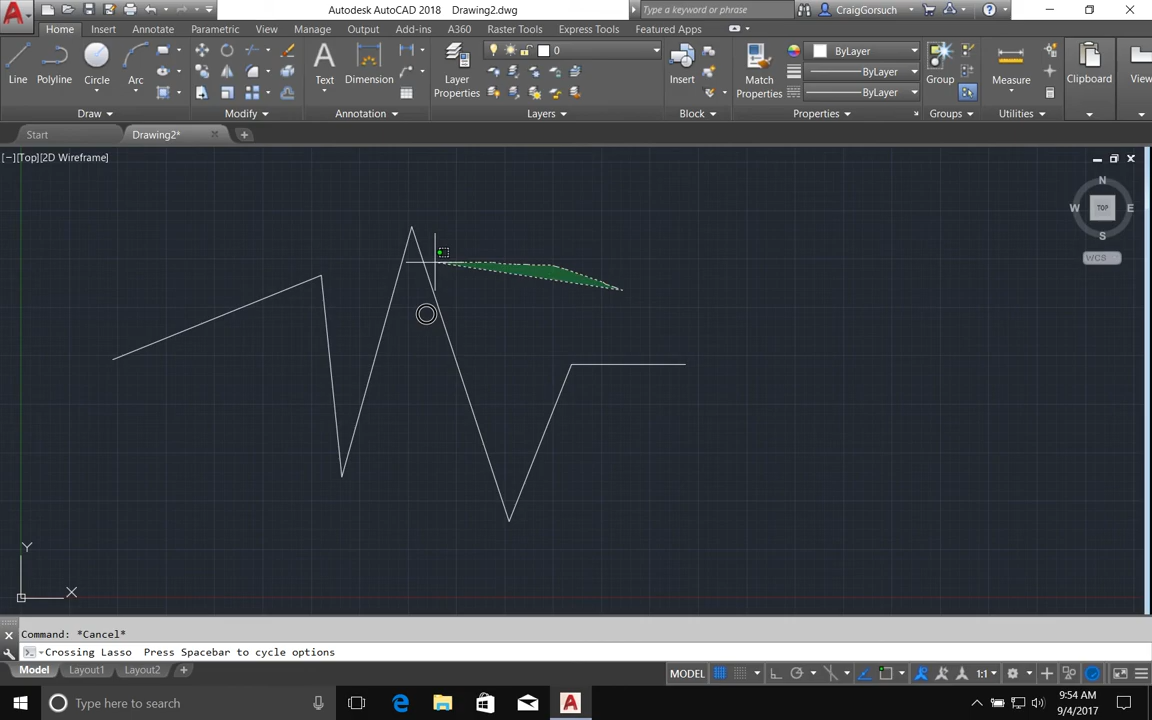 Autodesk AutoCAD 2018 Drawing2.dwg
Type a keyword or phrase
CraigGorsuch
Home Insert Annotate Parametric View Manage Output Add-ins A360 Raster Tools Express Tools Featured Apps
Line Polyline Circle Arc
Text Dimension
Layer Properties
0
Insert
Match Properties
ByLayer
ByLayer
ByLayer
Group
Measure
Clipboard
View
Draw Modify Annotation Layers Block Properties Groups Utilities
Start Drawing2*
[−][Top][2D Wireframe]
N
W TOP E
S
WCS
Y
X
Command: *Cancel*
Crossing Lasso Press Spacebar to cycle options
Model Layout1 Layout2
MODEL 1:1
Type here to search
9:54 AM
9/4/2017